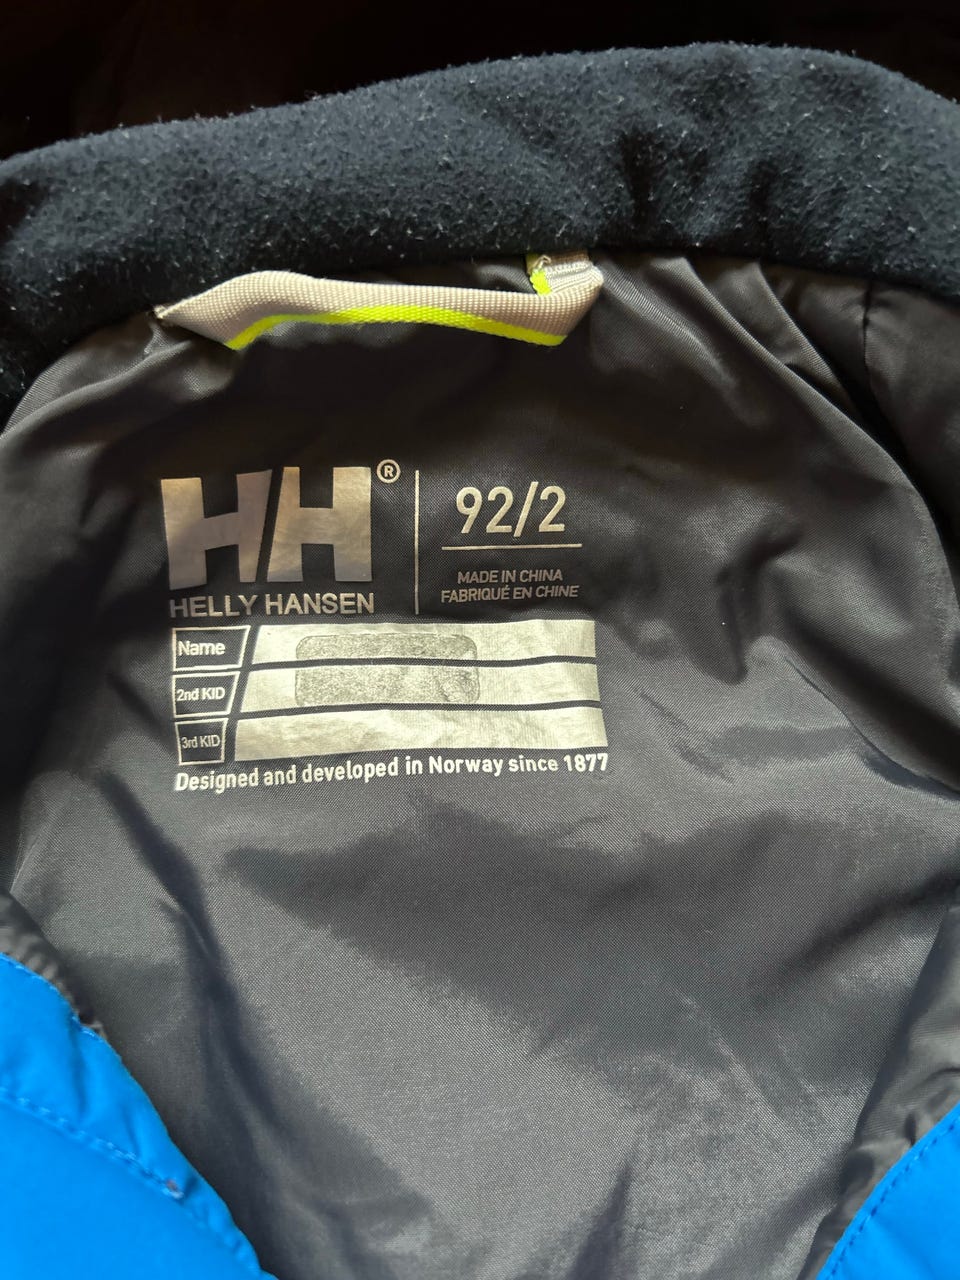 HH®
HELLY HANSEN
92/2
MADE IN CHINA
FABRIQUÉ EN CHINE
Name
2nd KID
3rd KID
Designed and developed in Norway since 1877